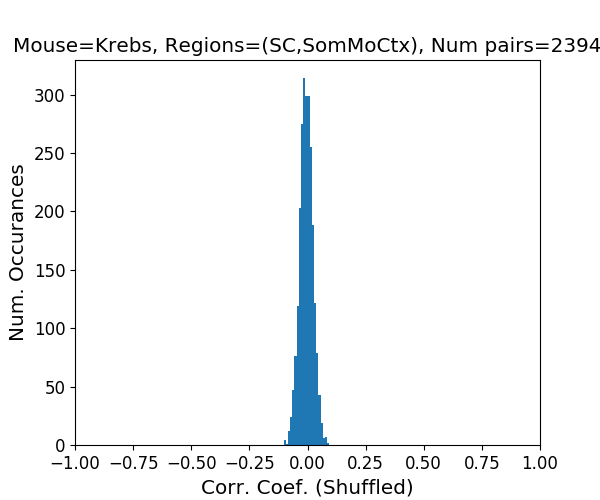 Mouse=Krebs, Regions=(SC,SomMoCtx), Num pairs=2394
300
250
200
150
100
50
0
Num. Occurances
−1.00 −0.75 −0.50 −0.25 0.00 0.25 0.50 0.75 1.00
Corr. Coef. (Shuffled)